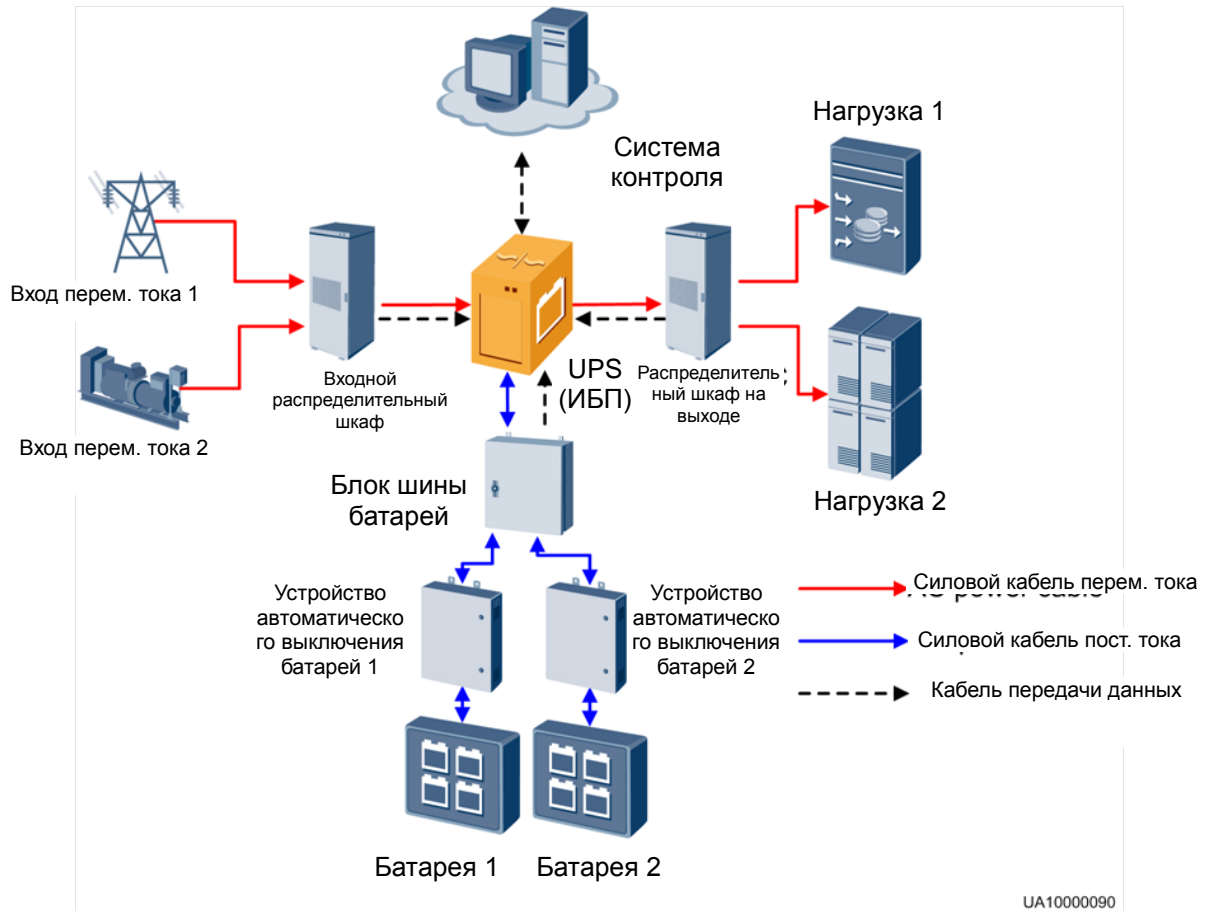 Нагрузка 1
Система
контроля
Вход перем. тока 1
Входной
распределительный
шкаф
UPS
(ИБП)
Распределитель
ный шкаф на
выходе
Вход перем. тока 2
Блок шины
батарей
Нагрузка 2
Устройство
автоматическо
го выключения
батарей 1
Устройство
автоматическо
го выключения
батарей 2
Силовой кабель перем. тока
Силовой кабель пост. тока
Кабель передачи данных
Батарея 1
Батарея 2
UA10000090